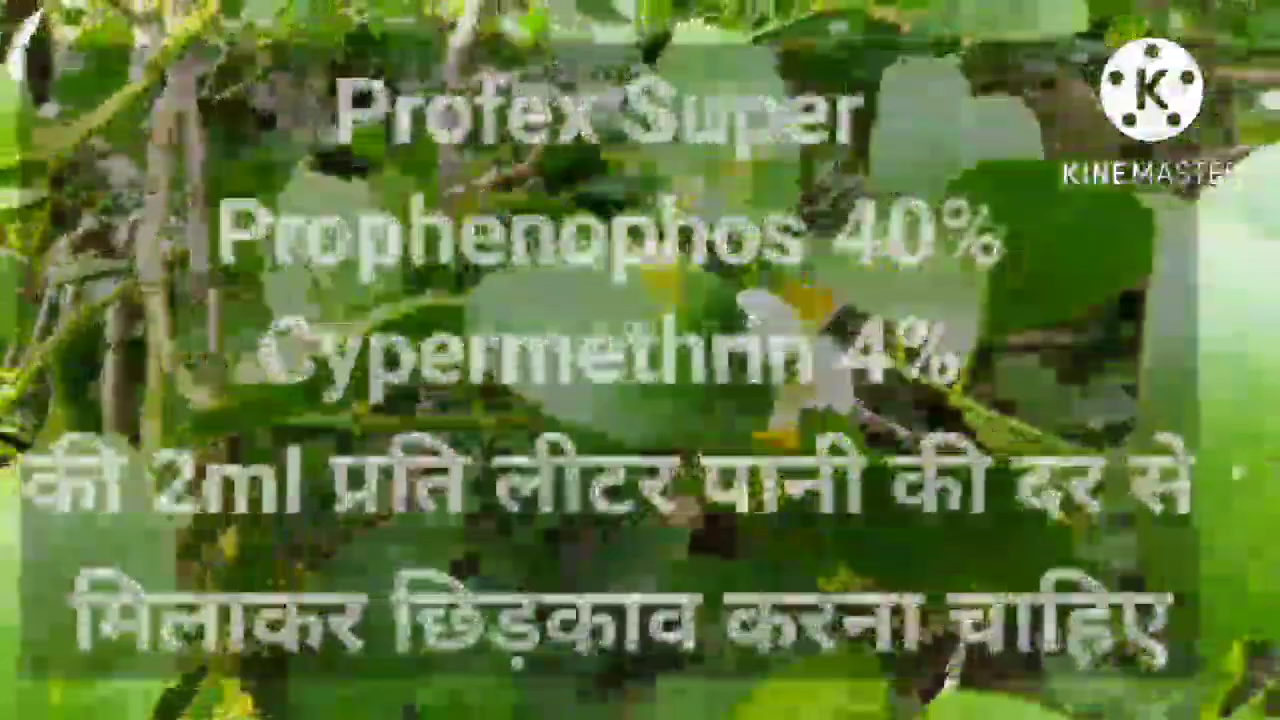 Profex Super
Prophenophos 40%
Cypermethrin 4%
की 2ml प्रति लीटर पानी की दर से
मिलाकर छिड़काव करना चाहिए
K
KINEMASTER